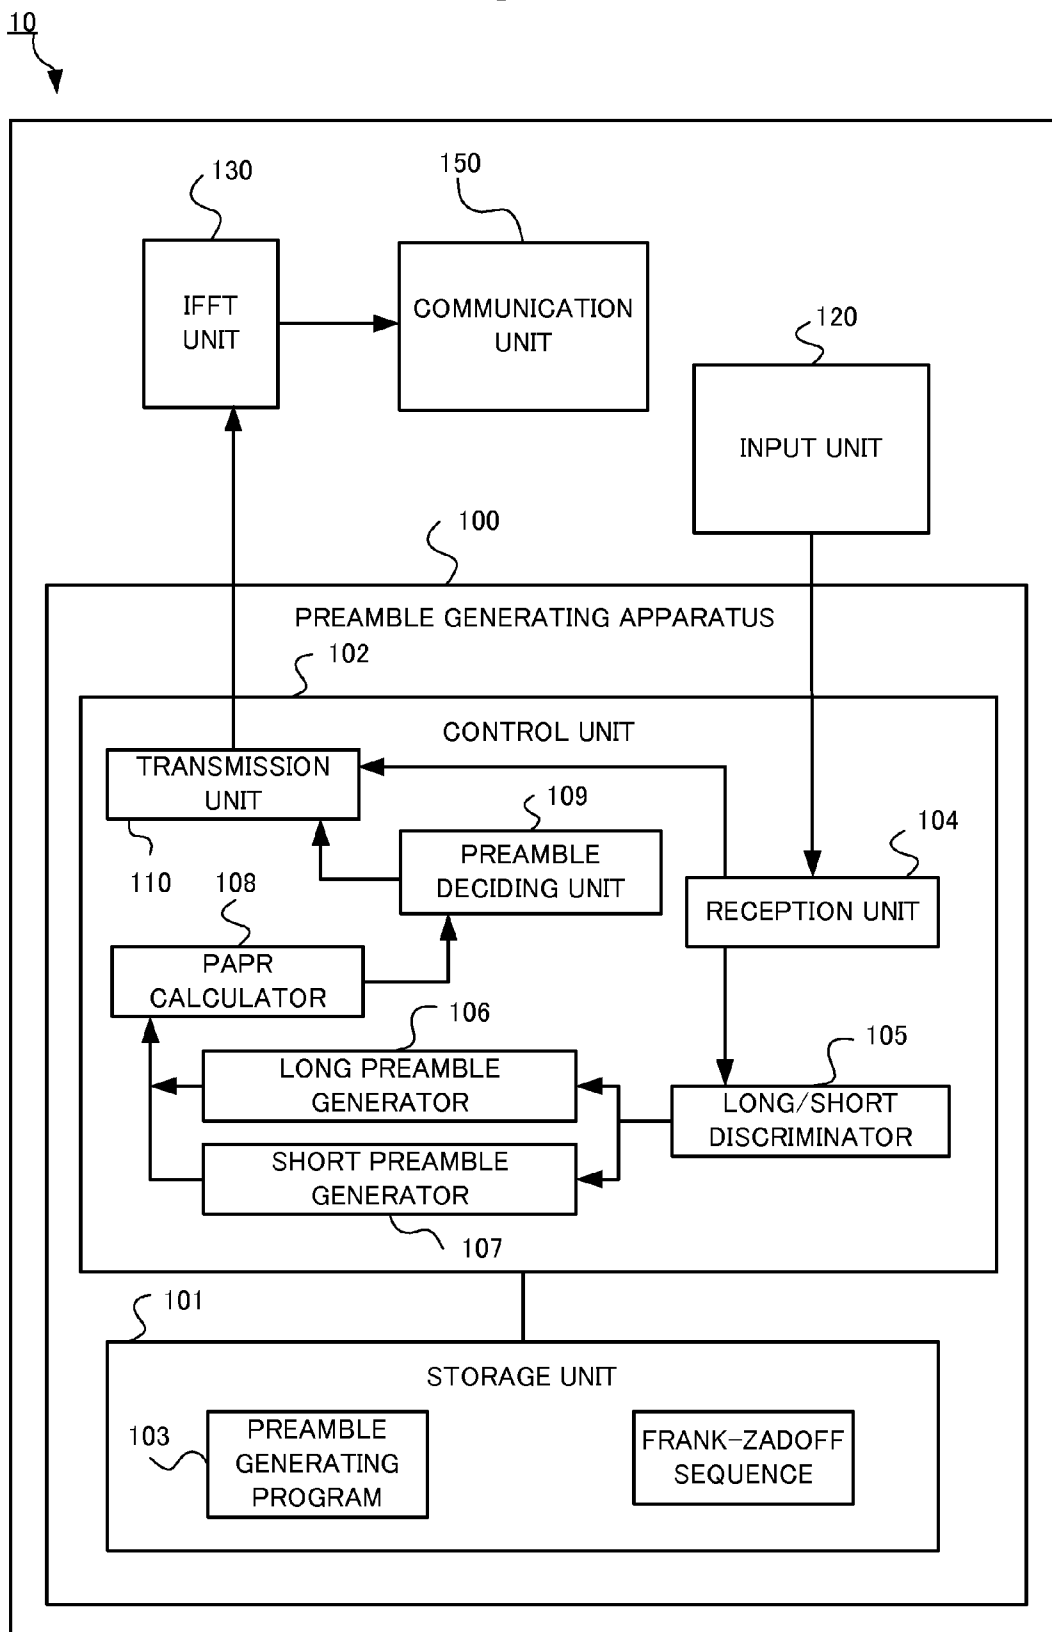 10
130
150
IFFT
UNIT
COMMUNICATION
UNIT
120
INPUT UNIT
100
PREAMBLE GENERATING APPARATUS
102
CONTROL UNIT
TRANSMISSION
UNIT
110
109
PREAMBLE
DECIDING UNIT
104
RECEPTION UNIT
108
PAPR
CALCULATOR
106
LONG PREAMBLE
GENERATOR
105
LONG/SHORT
DISCRIMINATOR
SHORT PREAMBLE
GENERATOR
107
101
STORAGE UNIT
103
PREAMBLE
GENERATING
PROGRAM
FRANK-ZADOFF
SEQUENCE